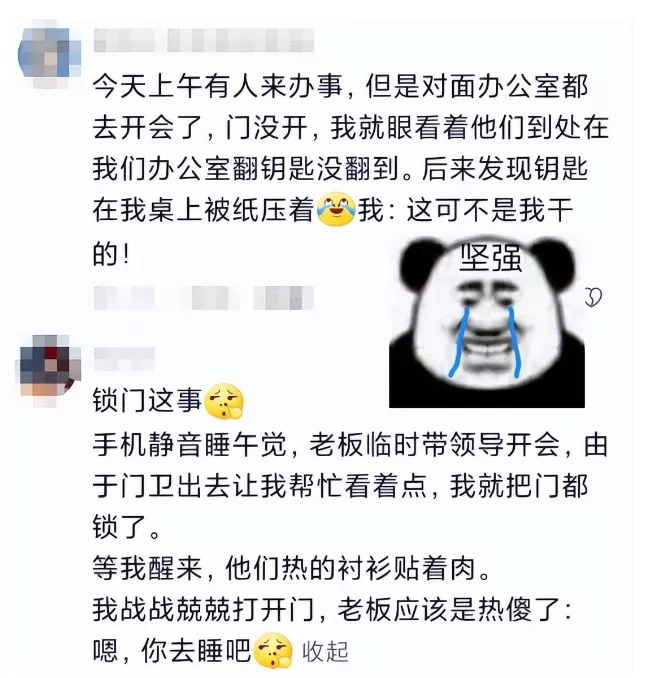 今天上午有人来办事，但是对面办公室都
去开会了，门没开，我就眼看着他们到处在
我们办公室翻钥匙没翻到。后来发现钥匙
在我桌上被纸压着😂我：这可不是我干
的！
坚强
锁门这事
手机静音睡午觉，老板临时带领导开会，由
于门卫出去让我帮忙看着点，我就把门都
锁了。
等我醒来，他们热的衬衫贴着肉。
我战战兢兢打开门，老板应该是热傻了：
嗯，你去睡吧 收起